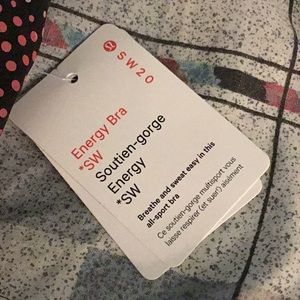 SW20
Energy Bra
*SW
Soutien-gorge
Energy
*SW
Breathe and sweat easy in this
all-sport bra
Ce soutien-gorge multisport vous
laisse respirer (et suer!) aisément